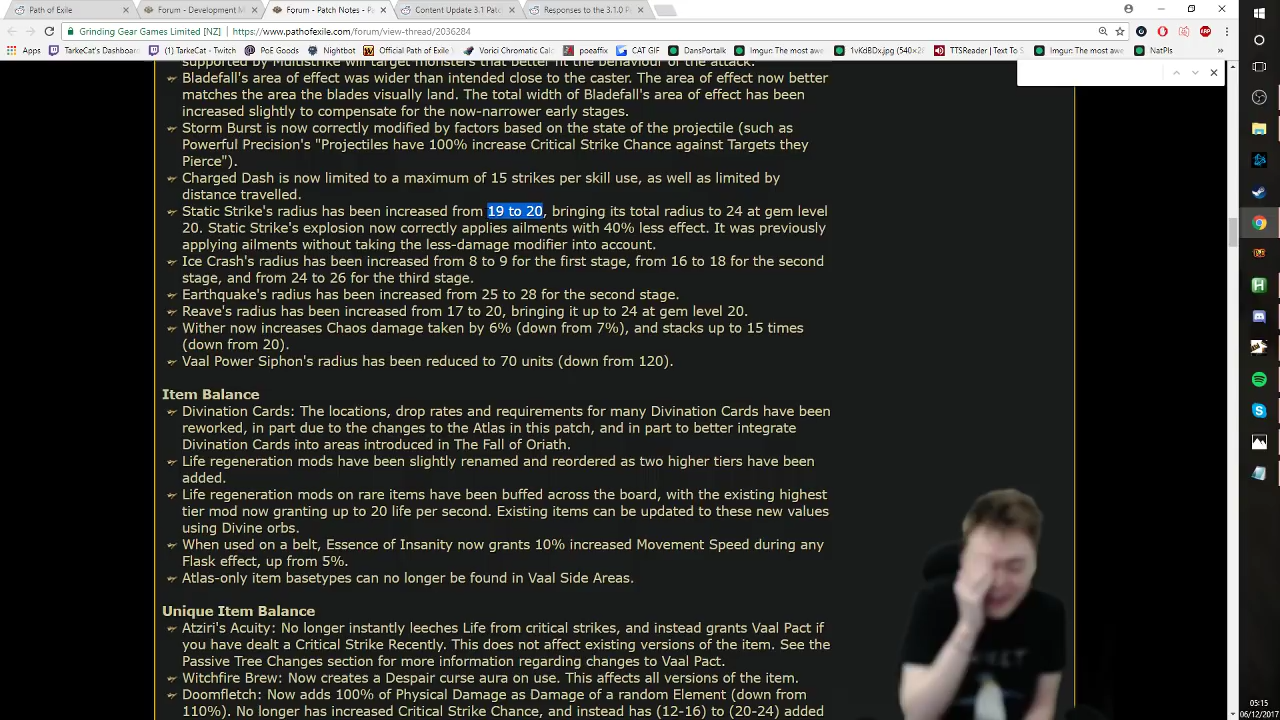 Path of Exile
Forum - Development M
Forum - Patch Notes - Pa
Content Update 3.1 Patc
Responses to the 3.1.0 P
Grinding Gear Games Limited [NZ]
https://www.pathofexile.com/forum/view-thread/2036284
Apps
TarkeCat's Dashboa
(1) TarkeCat - Twitch
PoE Goods
Nightbot
Official Path of Exile
Vorici Chromatic Calc
poeaffix
CAT GIF
Dansfortalk
Imgur: The most awe
1vKoBDx.jpg (540×28
TTSReader | Text To
Imgur: The most awe
NatPls
supported by Multistrike will target monsters that better fit the behaviour of the attack.
Bladefall's area of effect was wider than intended close to the caster. The area of effect now better
matches the area the blades visually land. The total width of Bladefall's area of effect has been
increased slightly to compensate for the now-narrower early stages.
Storm Burst is now correctly modified by factors based on the state of the projectile (such as
Powerful Precision's "Projectiles have 100% increase Critical Strike Chance against Targets they
Pierce").
Charged Dash is now limited to a maximum of 15 strikes per skill use, as well as limited by
distance travelled.
Static Strike's radius has been increased from 19 to 20, bringing its total radius to 24 at gem level
20. Static Strike's explosion now correctly applies ailments with 40% less effect. It was previously
applying ailments without taking the less-damage modifier into account.
Ice Crash's radius has been increased from 8 to 9 for the first stage, from 16 to 18 for the second
stage, and from 24 to 26 for the third stage.
Earthquake's radius has been increased from 25 to 28 for the second stage.
Reave's radius has been increased from 17 to 20, bringing it up to 24 at gem level 20.
Wither now increases Chaos damage taken by 6% (down from 7%), and stacks up to 15 times
(down from 20).
Vaal Power Siphon's radius has been reduced to 70 units (down from 120).
Item Balance
Divination Cards: The locations, drop rates and requirements for many Divination Cards have been
reworked, in part due to the changes to the Atlas in this patch, and in part to better integrate
Divination Cards into areas introduced in The Fall of Oriath.
Life regeneration mods have been slightly renamed and reordered as two higher tiers have been
added.
Life regeneration mods on rare items have been buffed across the board, with the existing highest
tier mod now granting up to 20 life per second. Existing items can be updated to these new values
using Divine orbs.
When used on a belt, Essence of Insanity now grants 10% increased Movement Speed during any
Flask effect, up from 5%.
Atlas-only item basetypes can no longer be found in Vaal Side Areas.
Unique Item Balance
Atziri's Acuity: No longer instantly leeches Life from critical strikes, and instead grants Vaal Pact if
you have dealt a Critical Strike Recently. This does not affect existing versions of the item. See the
Passive Tree Changes section for more information regarding changes to Vaal Pact.
Witchfire Brew: Now creates a Despair curse aura on use. This affects all versions of the item.
Doomfletch: Now adds 100% of Physical Damage as Damage of a random Element (down from
110%). No longer has increased Critical Strike Chance, and instead has (12-16) to (20-24) added
05:15
06/12/2017